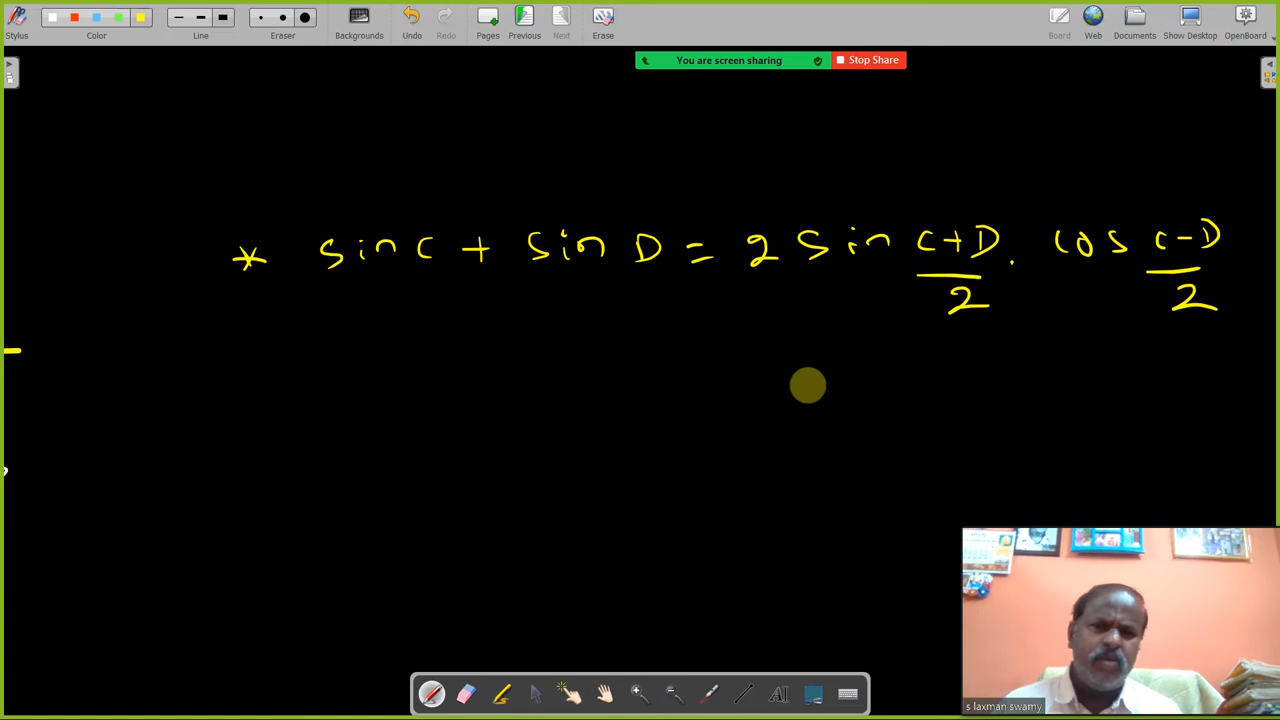 Stylus Color Line Eraser Backgrounds Undo Redo Pages Previous Next Erase Board Web Documents Show Desktop OpenBoard
You are screen sharing Stop Share
* sin C + sin D = 2 sin (C+D)/2 . cos (C-D)/2
s laxman swamy